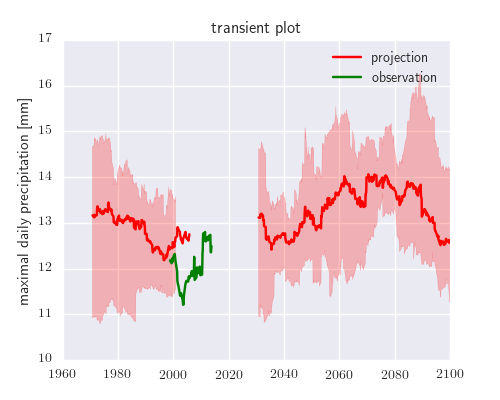 transient plot
projection
observation
maximal daily precipitation [mm]
17
16
15
14
13
12
11
10
1960 1980 2000 2020 2040 2060 2080 2100